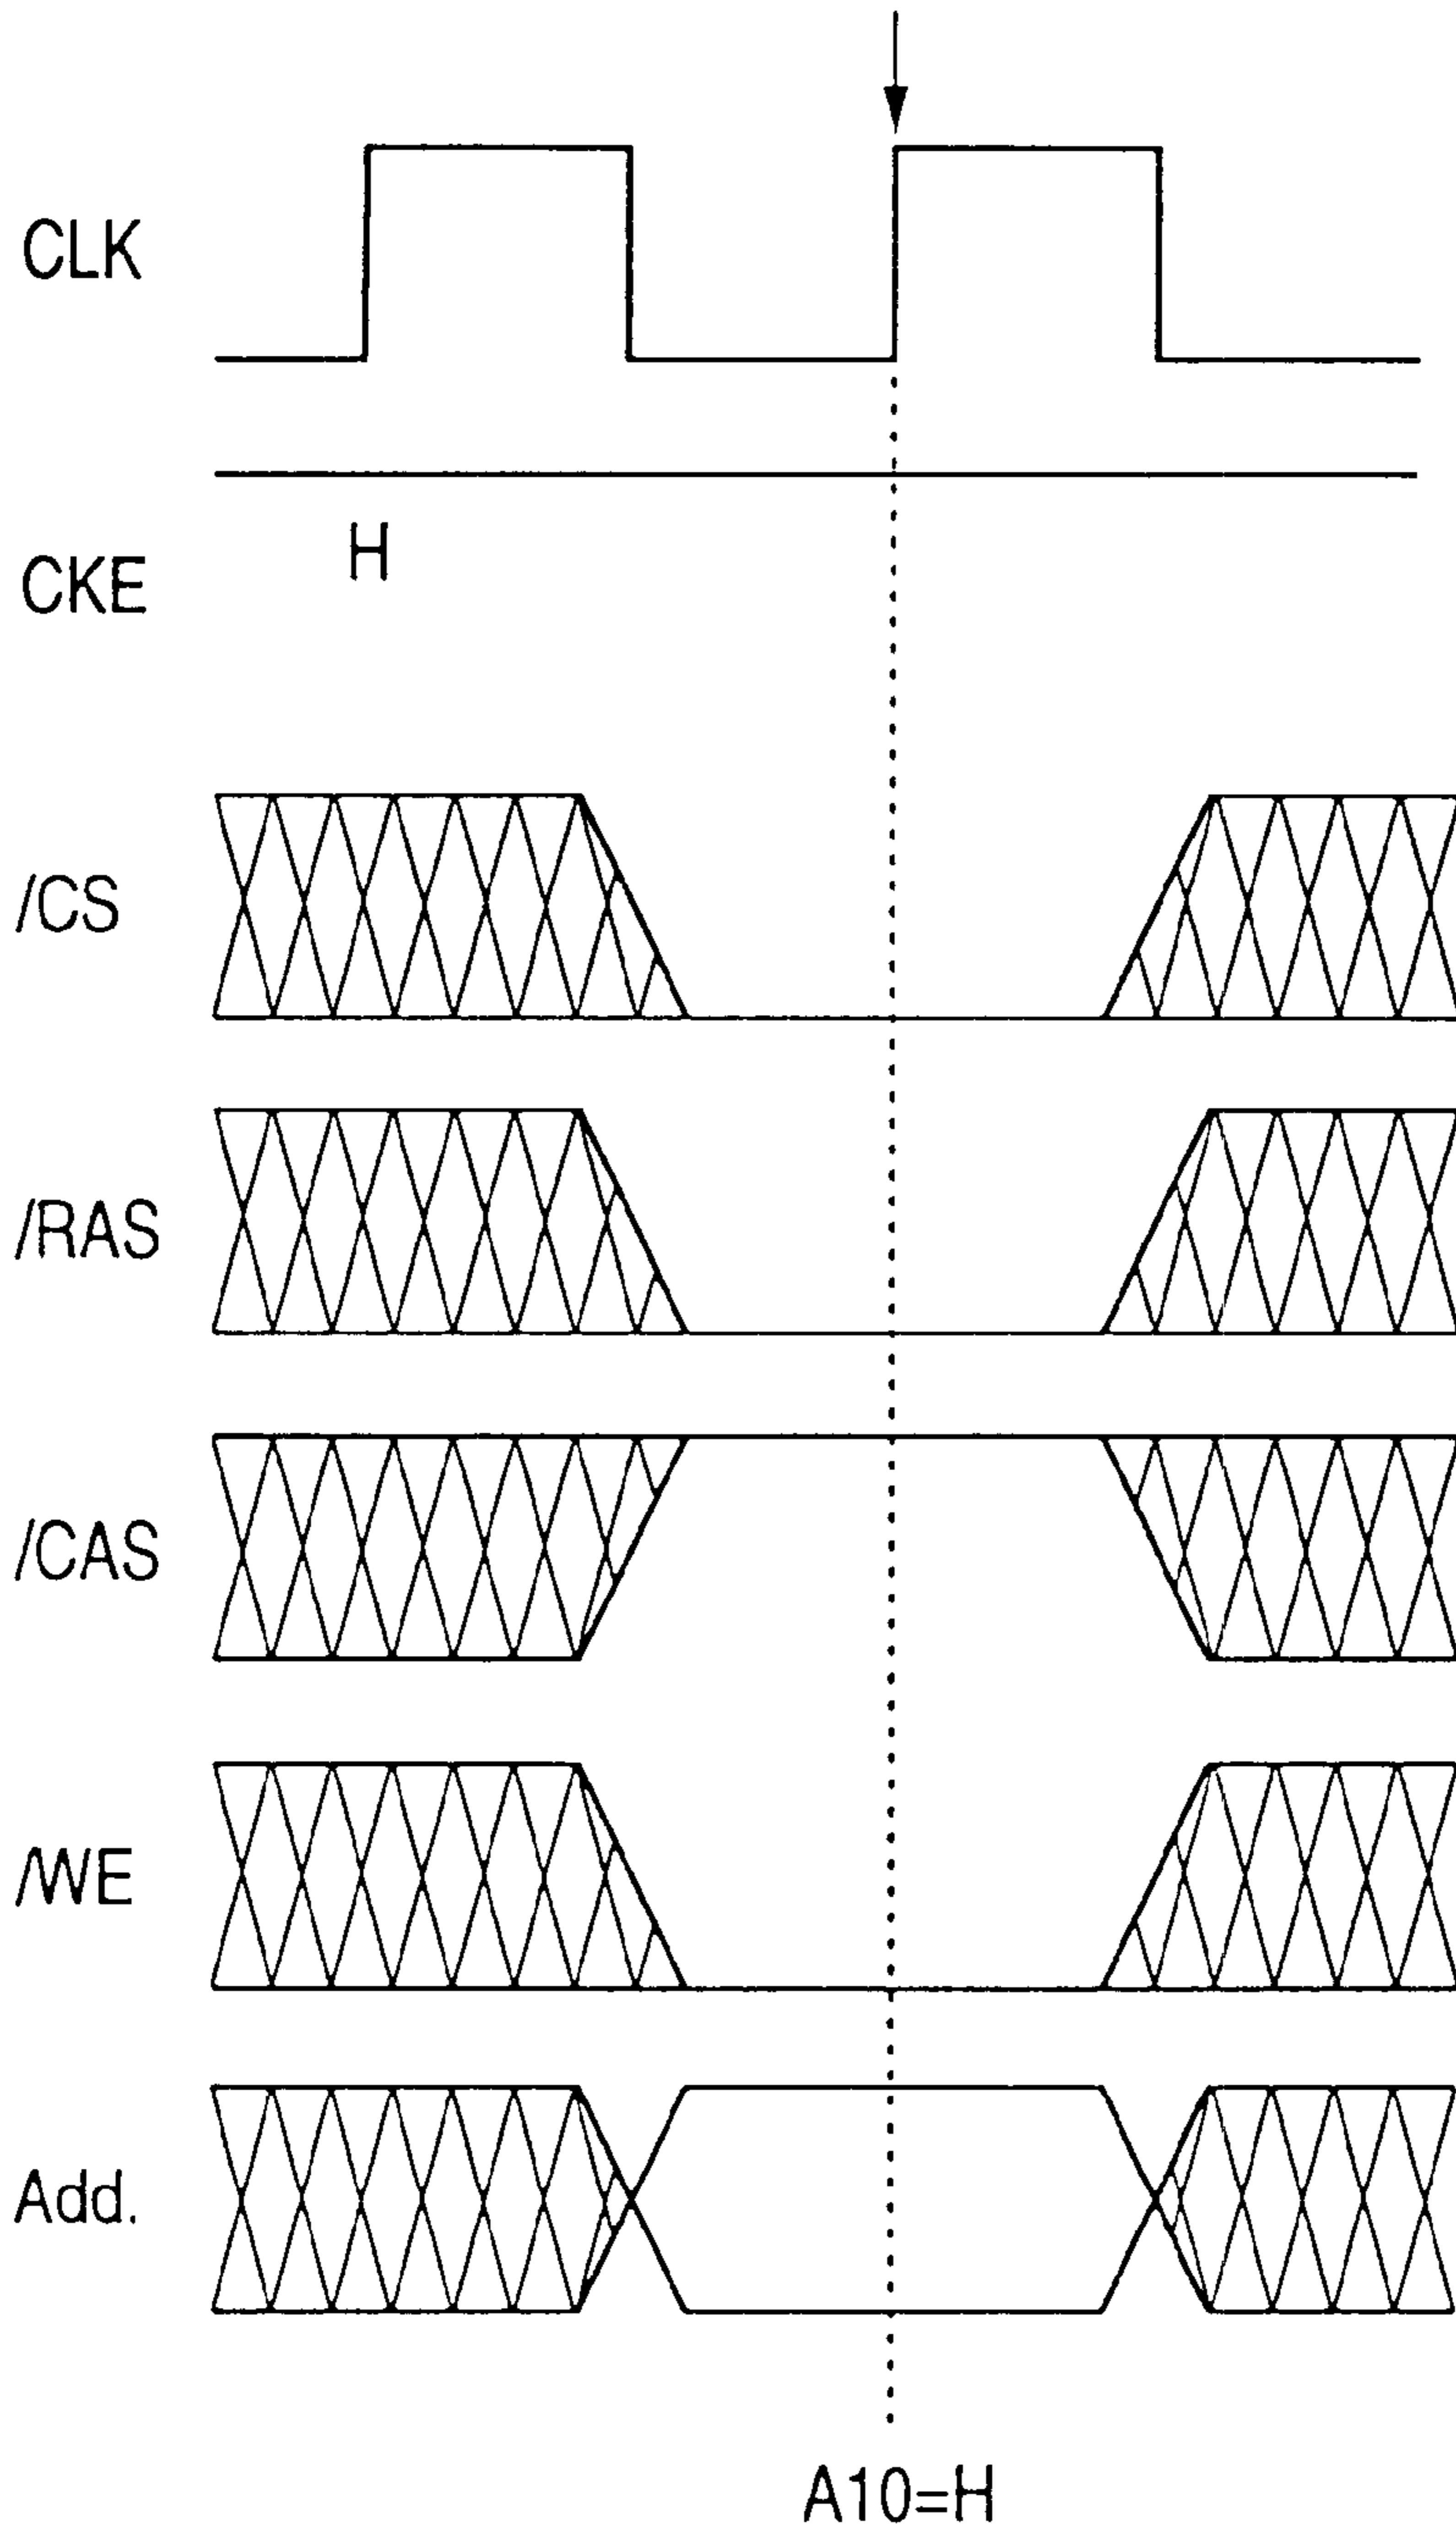 CLK
H
CKE
/CS
/RAS
/CAS
/WE
Add.
A10=H